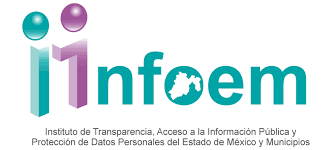 infoem
Instituto de Transparencia, Acceso a la Información Pública y
Protección de Datos Personales del Estado de México y Municipios